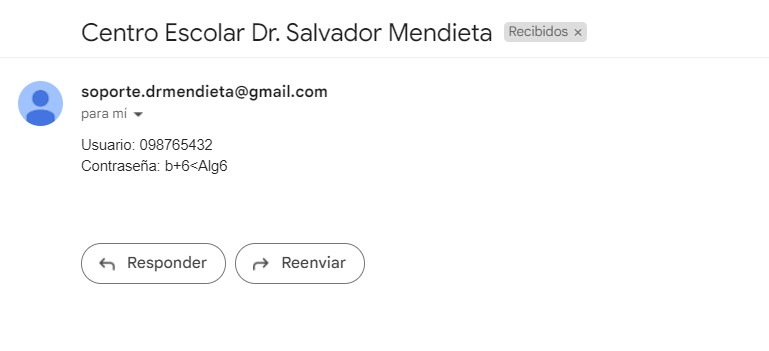 Centro Escolar Dr. Salvador Mendieta Recibidos ×
soporte.drmendieta@gmail.com
para mí
Usuario: 098765432
Contraseña: b+6<Alg6
Responder Reenviar